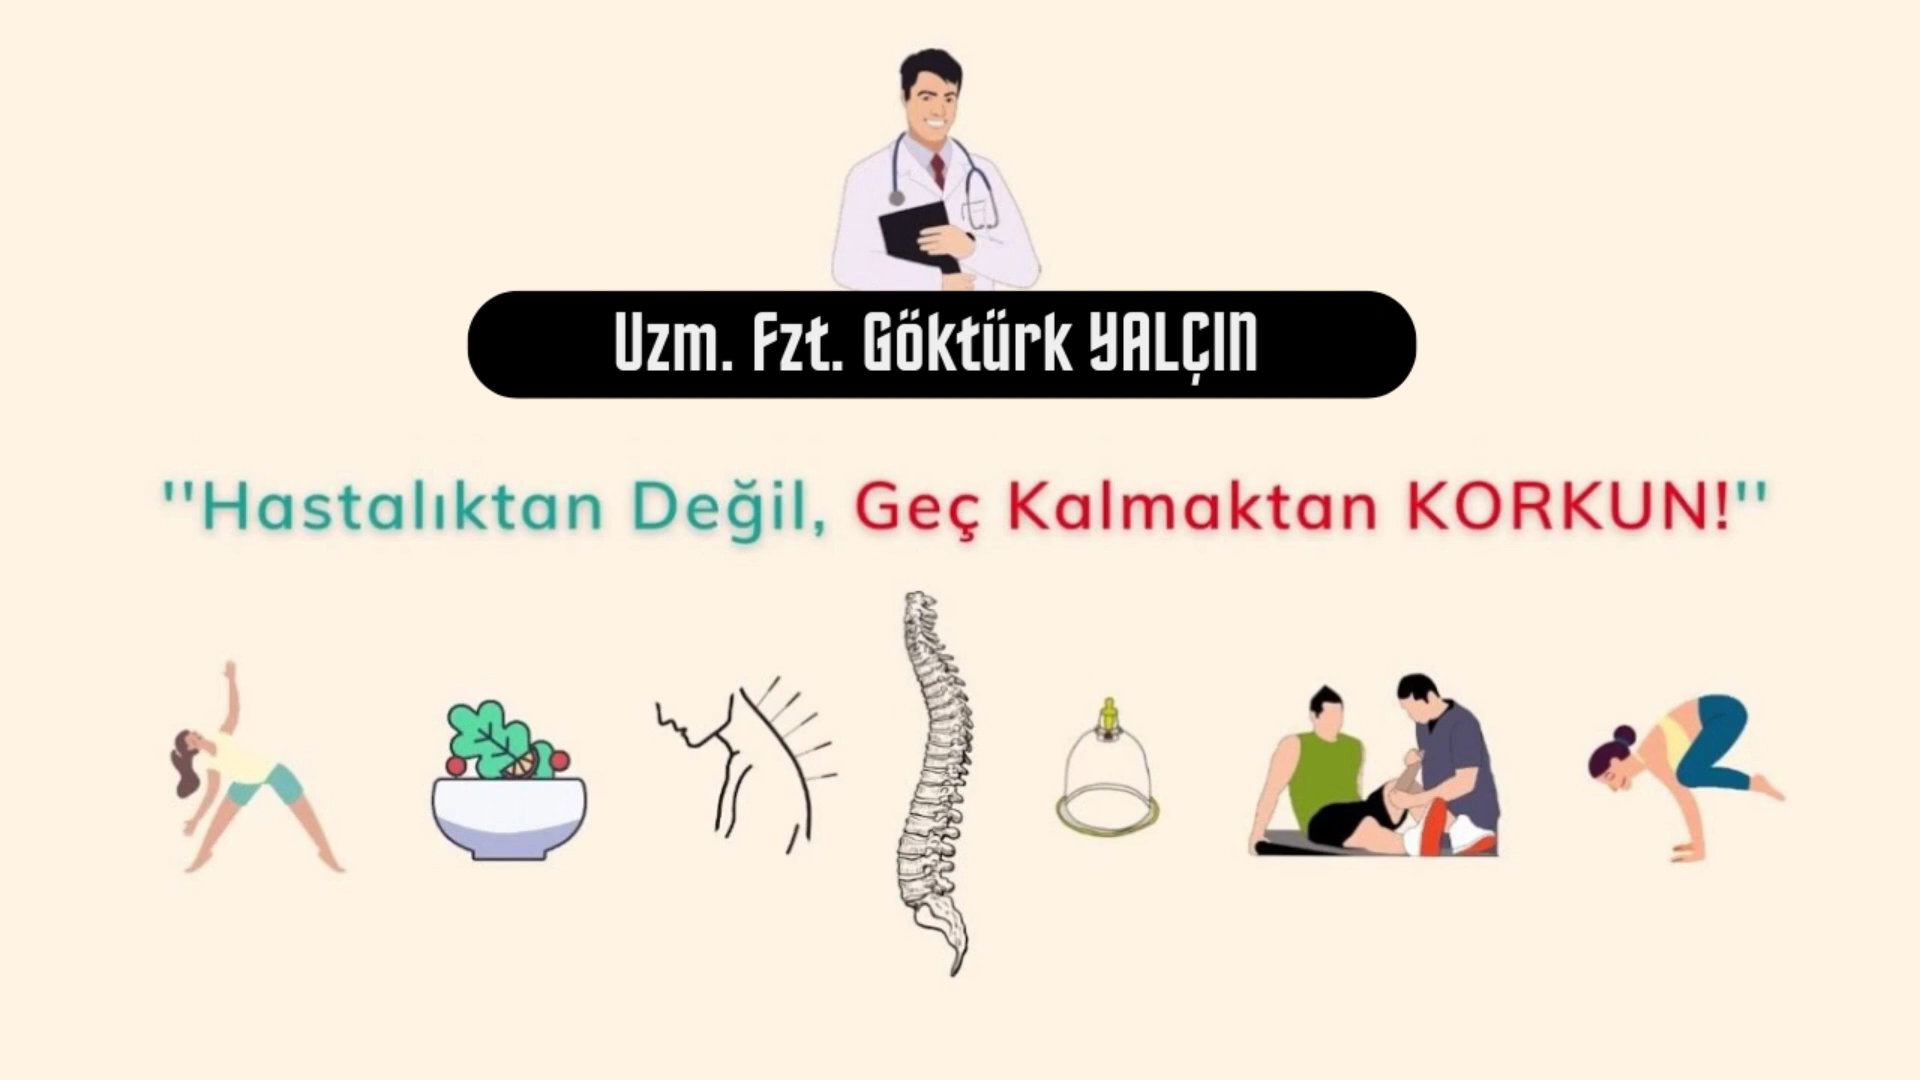 Uzm. Fzt. Göktürk YALÇIN
''Hastalıktan Değil, Geç Kalmaktan KORKUN!''